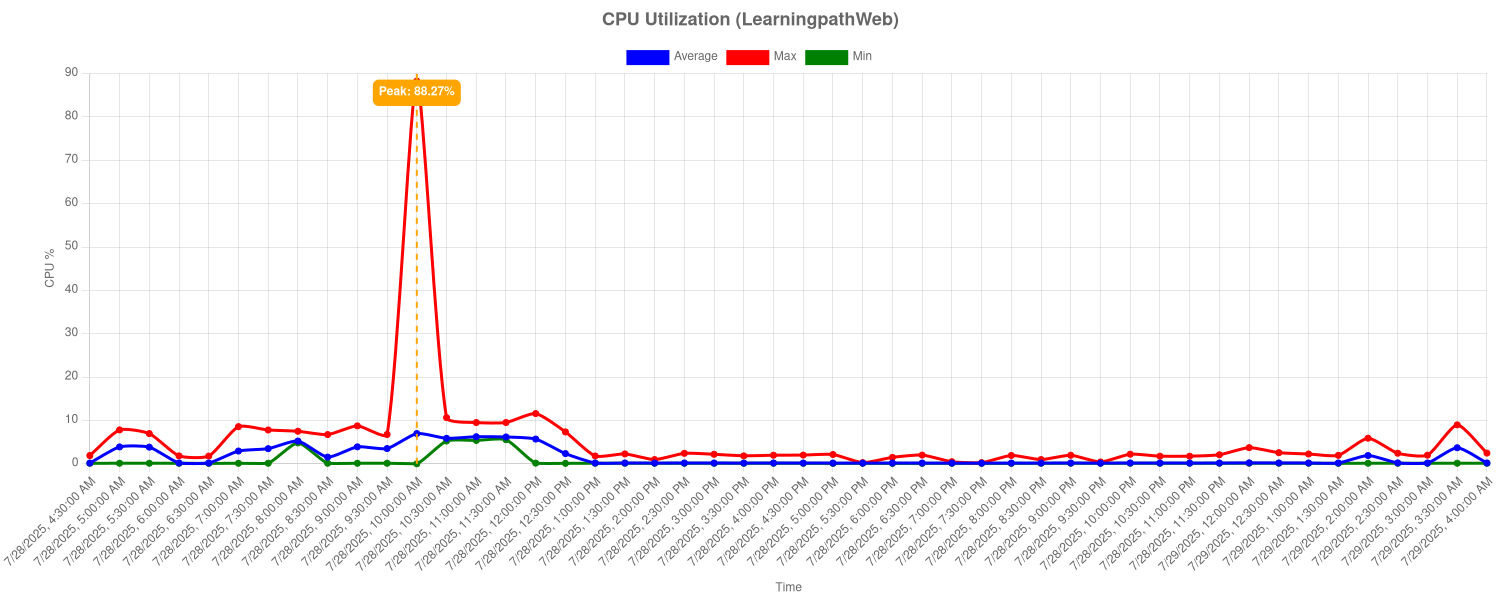 CPU Utilization (LearningpathWeb)
Average Max Min
90
Peak: 88.27%
80
70
60
50
40
30
20
10
0
CPU %
7/28/2025, 4:30:00 AM
7/28/2025, 5:00:00 AM
7/28/2025, 5:30:00 AM
7/28/2025, 6:00:00 AM
7/28/2025, 6:30:00 AM
7/28/2025, 7:00:00 AM
7/28/2025, 7:30:00 AM
7/28/2025, 8:00:00 AM
7/28/2025, 8:30:00 AM
7/28/2025, 9:00:00 AM
7/28/2025, 9:30:00 AM
7/28/2025, 10:00:00 AM
7/28/2025, 10:30:00 AM
7/28/2025, 11:00:00 AM
7/28/2025, 11:30:00 AM
7/28/2025, 12:00:00 PM
7/28/2025, 12:30:00 PM
7/28/2025, 1:00:00 PM
7/28/2025, 1:30:00 PM
7/28/2025, 2:00:00 PM
7/28/2025, 2:30:00 PM
7/28/2025, 3:00:00 PM
7/28/2025, 3:30:00 PM
7/28/2025, 4:00:00 PM
7/28/2025, 4:30:00 PM
7/28/2025, 5:00:00 PM
7/28/2025, 5:30:00 PM
7/28/2025, 6:00:00 PM
7/28/2025, 6:30:00 PM
7/28/2025, 7:00:00 PM
7/28/2025, 7:30:00 PM
7/28/2025, 8:00:00 PM
7/28/2025, 8:30:00 PM
7/28/2025, 9:00:00 PM
7/28/2025, 9:30:00 PM
7/28/2025, 10:00:00 PM
7/28/2025, 10:30:00 PM
7/28/2025, 11:00:00 PM
7/28/2025, 11:30:00 PM
7/29/2025, 12:00:00 AM
7/29/2025, 12:30:00 AM
7/29/2025, 1:00:00 AM
7/29/2025, 1:30:00 AM
7/29/2025, 2:00:00 AM
7/29/2025, 2:30:00 AM
7/29/2025, 3:00:00 AM
7/29/2025, 3:30:00 AM
7/29/2025, 4:00:00 AM
Time